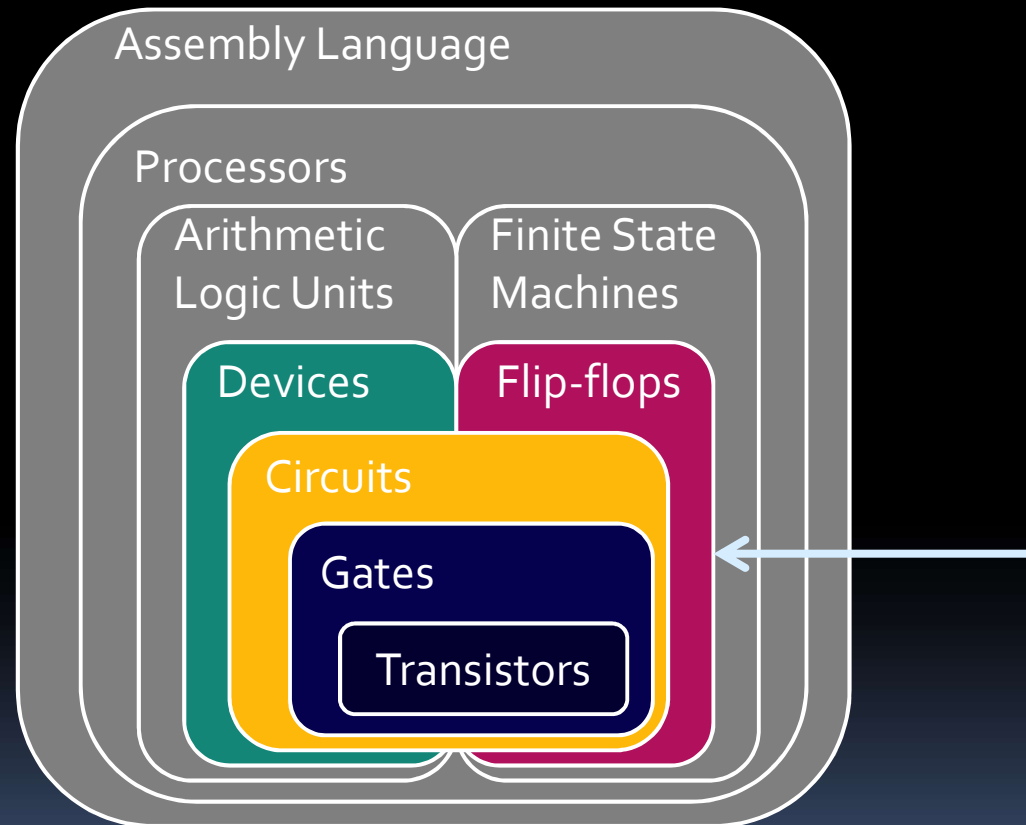 Assembly Language
Processors
Arithmetic
Logic Units
Finite State
Machines
Devices
Flip-flops
Circuits
Gates
Transistors